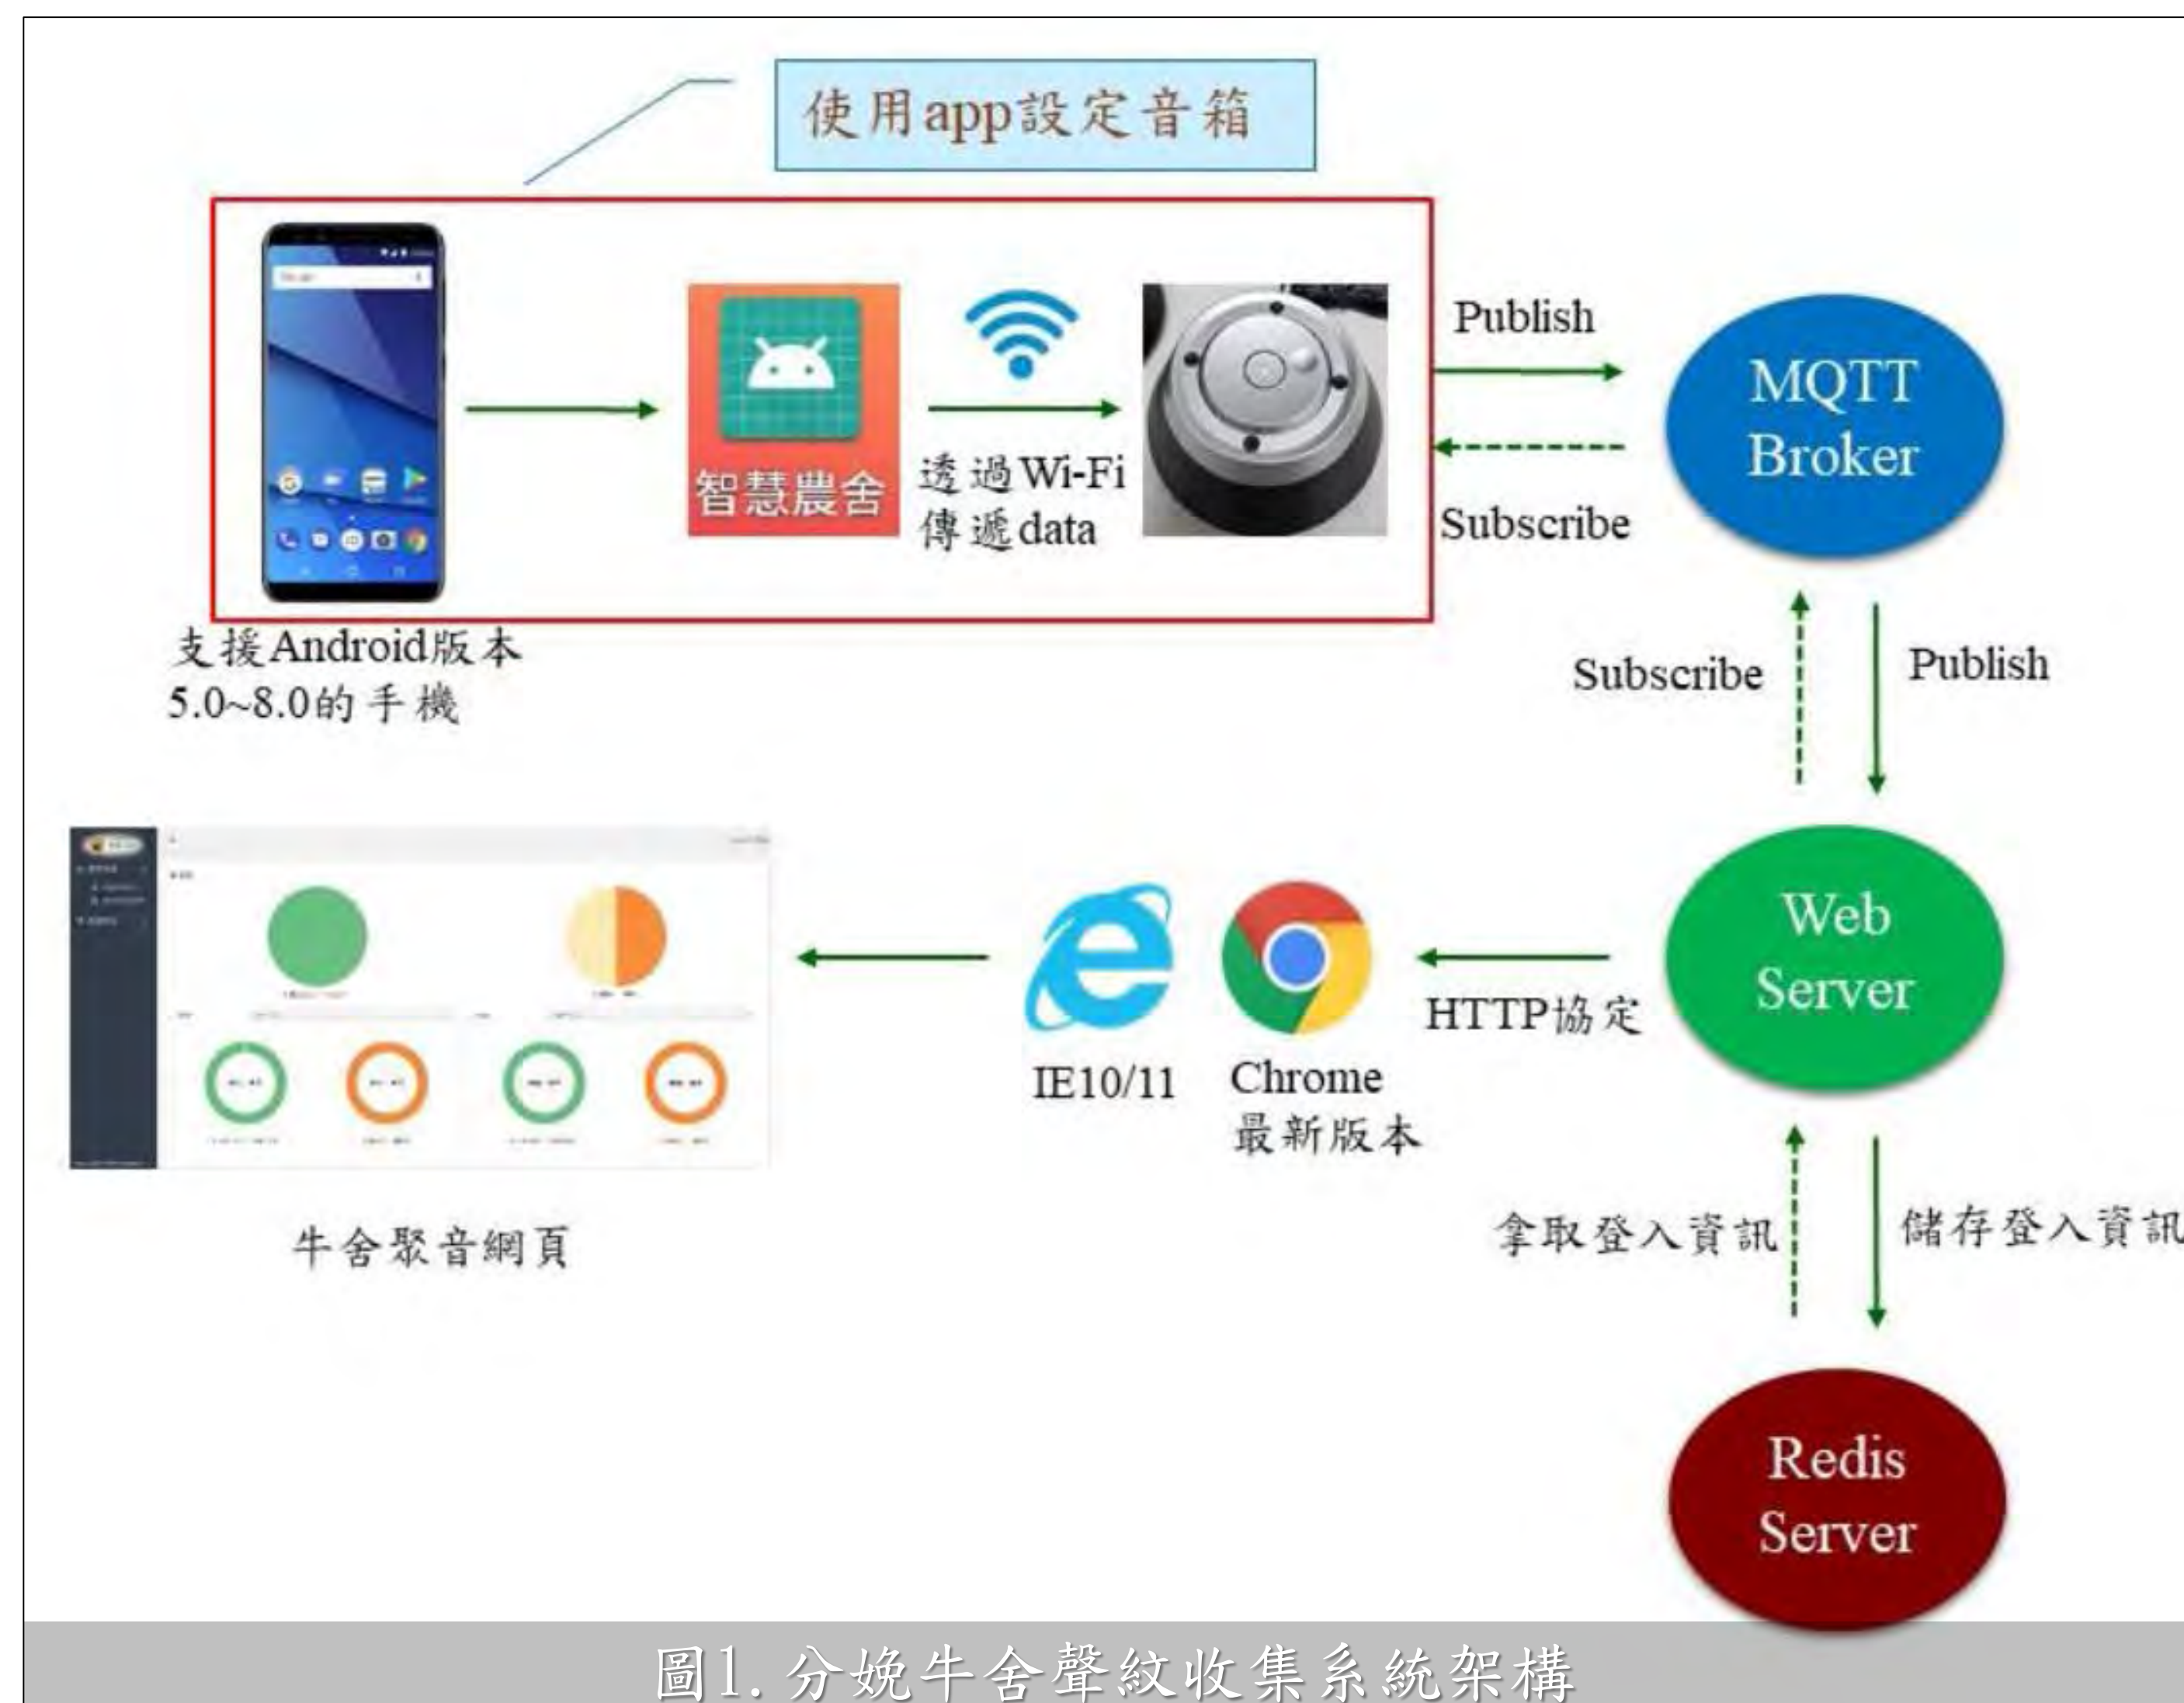 使用app設定音箱
智慧農舍
透過Wi-Fi
傳遞data
Publish
Subscribe
MQTT
Broker
支援Android版本
5.0~8.0的手機
Subscribe
Publish
Web
Server
HTTP協定
IE10/11
Chrome
最新版本
牛舍聚音網頁
拿取登入資訊
儲存登入資訊
Redis
Server
圖1.分娩牛舍聲紋收集系統架構